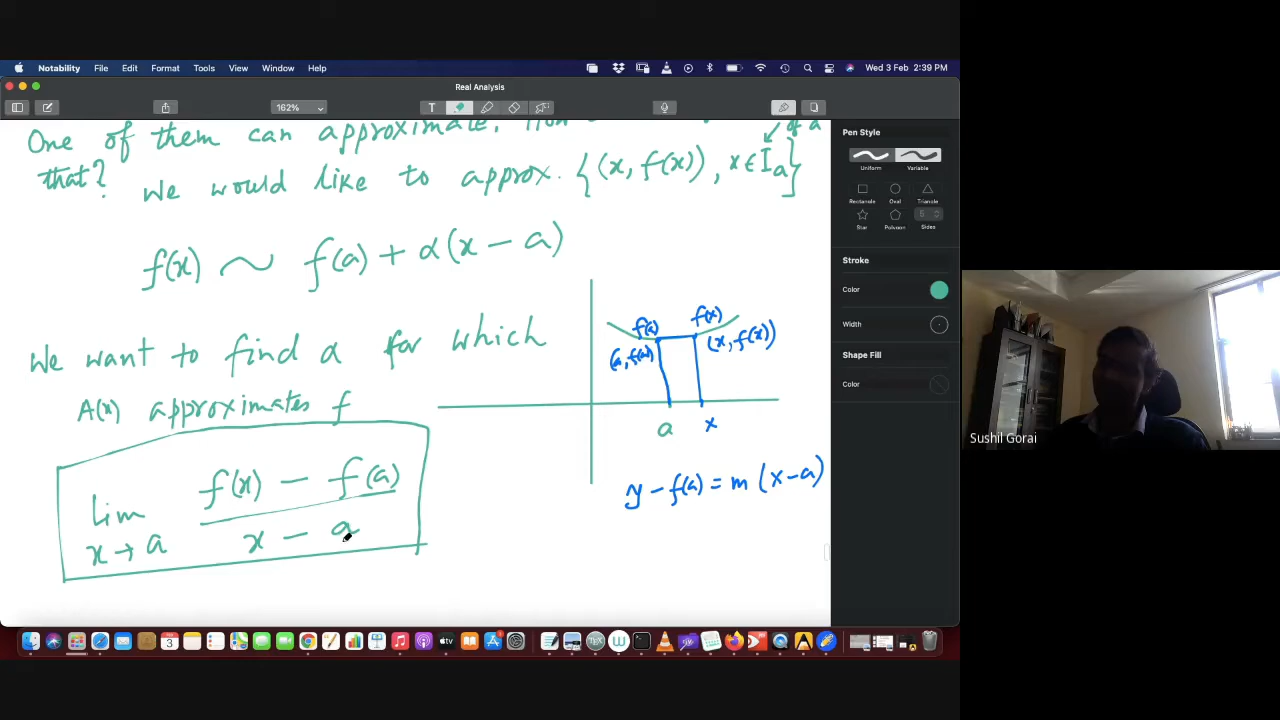 Notability File Edit Format Tools View Window Help Wed 3 Feb 2:39 PM
Real Analysis
162%
T
One of them can approximate.
of a
that? We would like to approx. {(x, f(x)), x ∈ I_a}
f(x) ~ f(a) + α(x - a)
We want to find α for which
A(x) approximates f
lim x→a f(x) - f(a) / x - a
f(a) f(x)
(a, f(a)) (x, f(x))
a x
y - f(a) = m (x-a)
Pen Style
Uniform Variable
Rectangle Oval Triangle
Star Polygon Sides
5
Stroke
Color
Width
Shape Fill
Color
Sushil Gorai